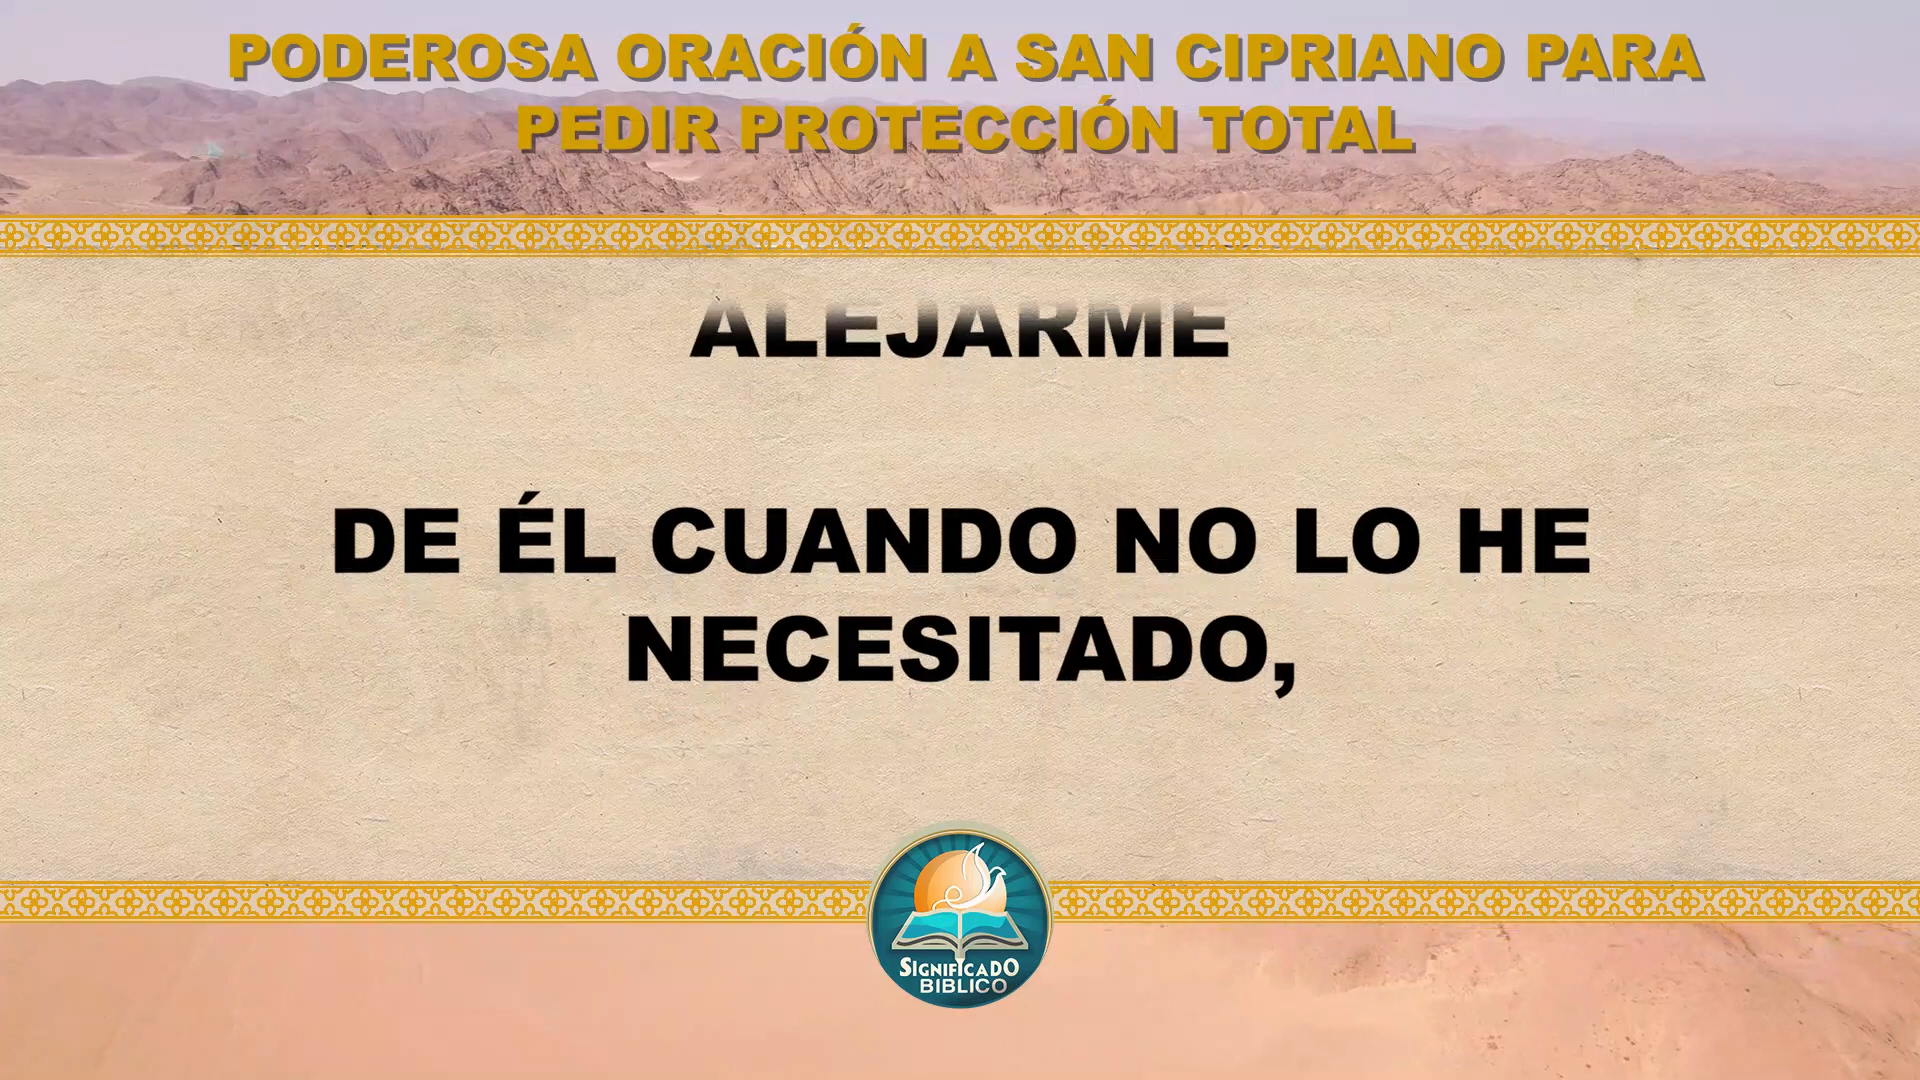 PODEROSA ORACIÓN A SAN CIPRIANO PARA
PEDIR PROTECCIÓN TOTAL
ALEJARME
DE ÉL CUANDO NO LO HE
NECESITADO,
SIGNIFICADO
BIBLICO